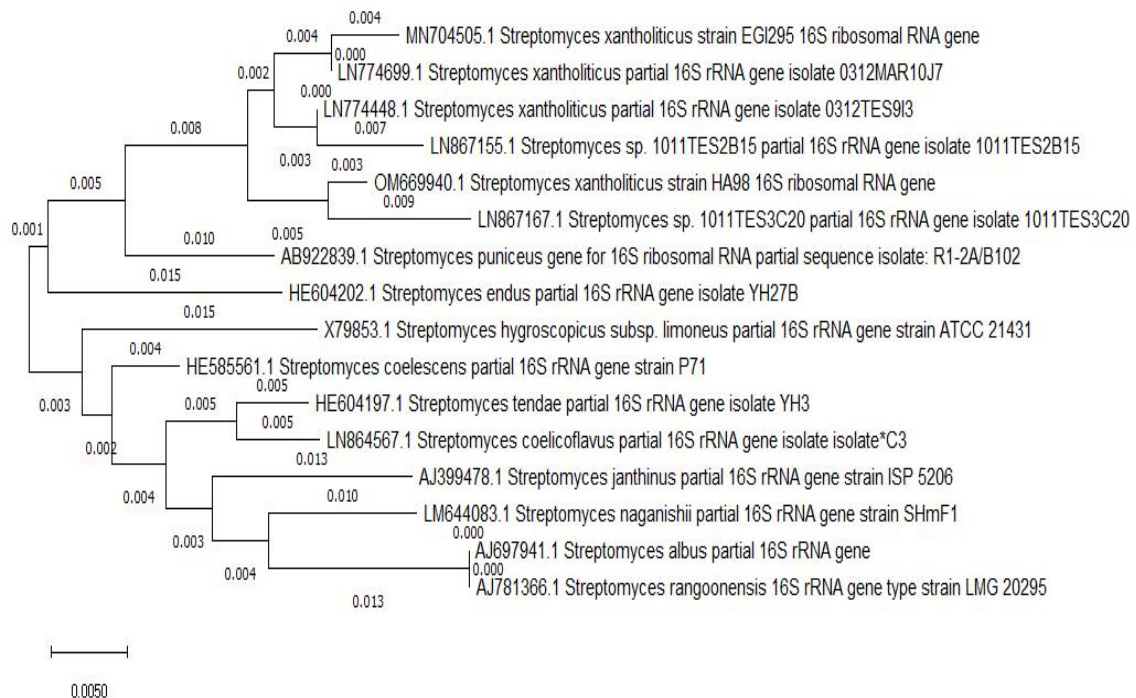 0.004
MN704505.1 Streptomyces xantholiticus strain EGI295 16S ribosomal RNA gene
0.004
0.000
LN774699.1 Streptomyces xantholiticus partial 16S rRNA gene isolate 0312MAR10J7
0.002
0.000
LN774448.1 Streptomyces xantholiticus partial 16S rRNA gene isolate 0312TES9I3
0.008
0.007
LN867155.1 Streptomyces sp. 1011TES2B15 partial 16S rRNA gene isolate 1011TES2B15
0.003
0.003
OM669940.1 Streptomyces xantholiticus strain HA98 16S ribosomal RNA gene
0.005
0.009
LN867167.1 Streptomyces sp. 1011TES3C20 partial 16S rRNA gene isolate 1011TES3C20
0.001
0.010
0.005
AB922839.1 Streptomyces puniceus gene for 16S ribosomal RNA partial sequence isolate: R1-2A/B102
0.015
HE604202.1 Streptomyces endus partial 16S rRNA gene isolate YH27B
0.015
X79853.1 Streptomyces hygroscopicus subsp. limoneus partial 16S rRNA gene strain ATCC 21431
0.004
HE585561.1 Streptomyces coelescens partial 16S rRNA gene strain P71
0.003
0.005
0.005
HE604197.1 Streptomyces tendae partial 16S rRNA gene isolate YH3
0.005
LN864567.1 Streptomyces coelicoflavus partial 16S rRNA gene isolate isolate*C3
0.002
0.013
AJ399478.1 Streptomyces janthinus partial 16S rRNA gene strain ISP 5206
0.004
0.010
LM644083.1 Streptomyces naganishii partial 16S rRNA gene strain SHmF1
0.003
0.000
AJ697941.1 Streptomyces albus partial 16S rRNA gene
0.004
0.000
AJ781366.1 Streptomyces rangoonensis 16S rRNA gene type strain LMG 20295
0.013
0.0050